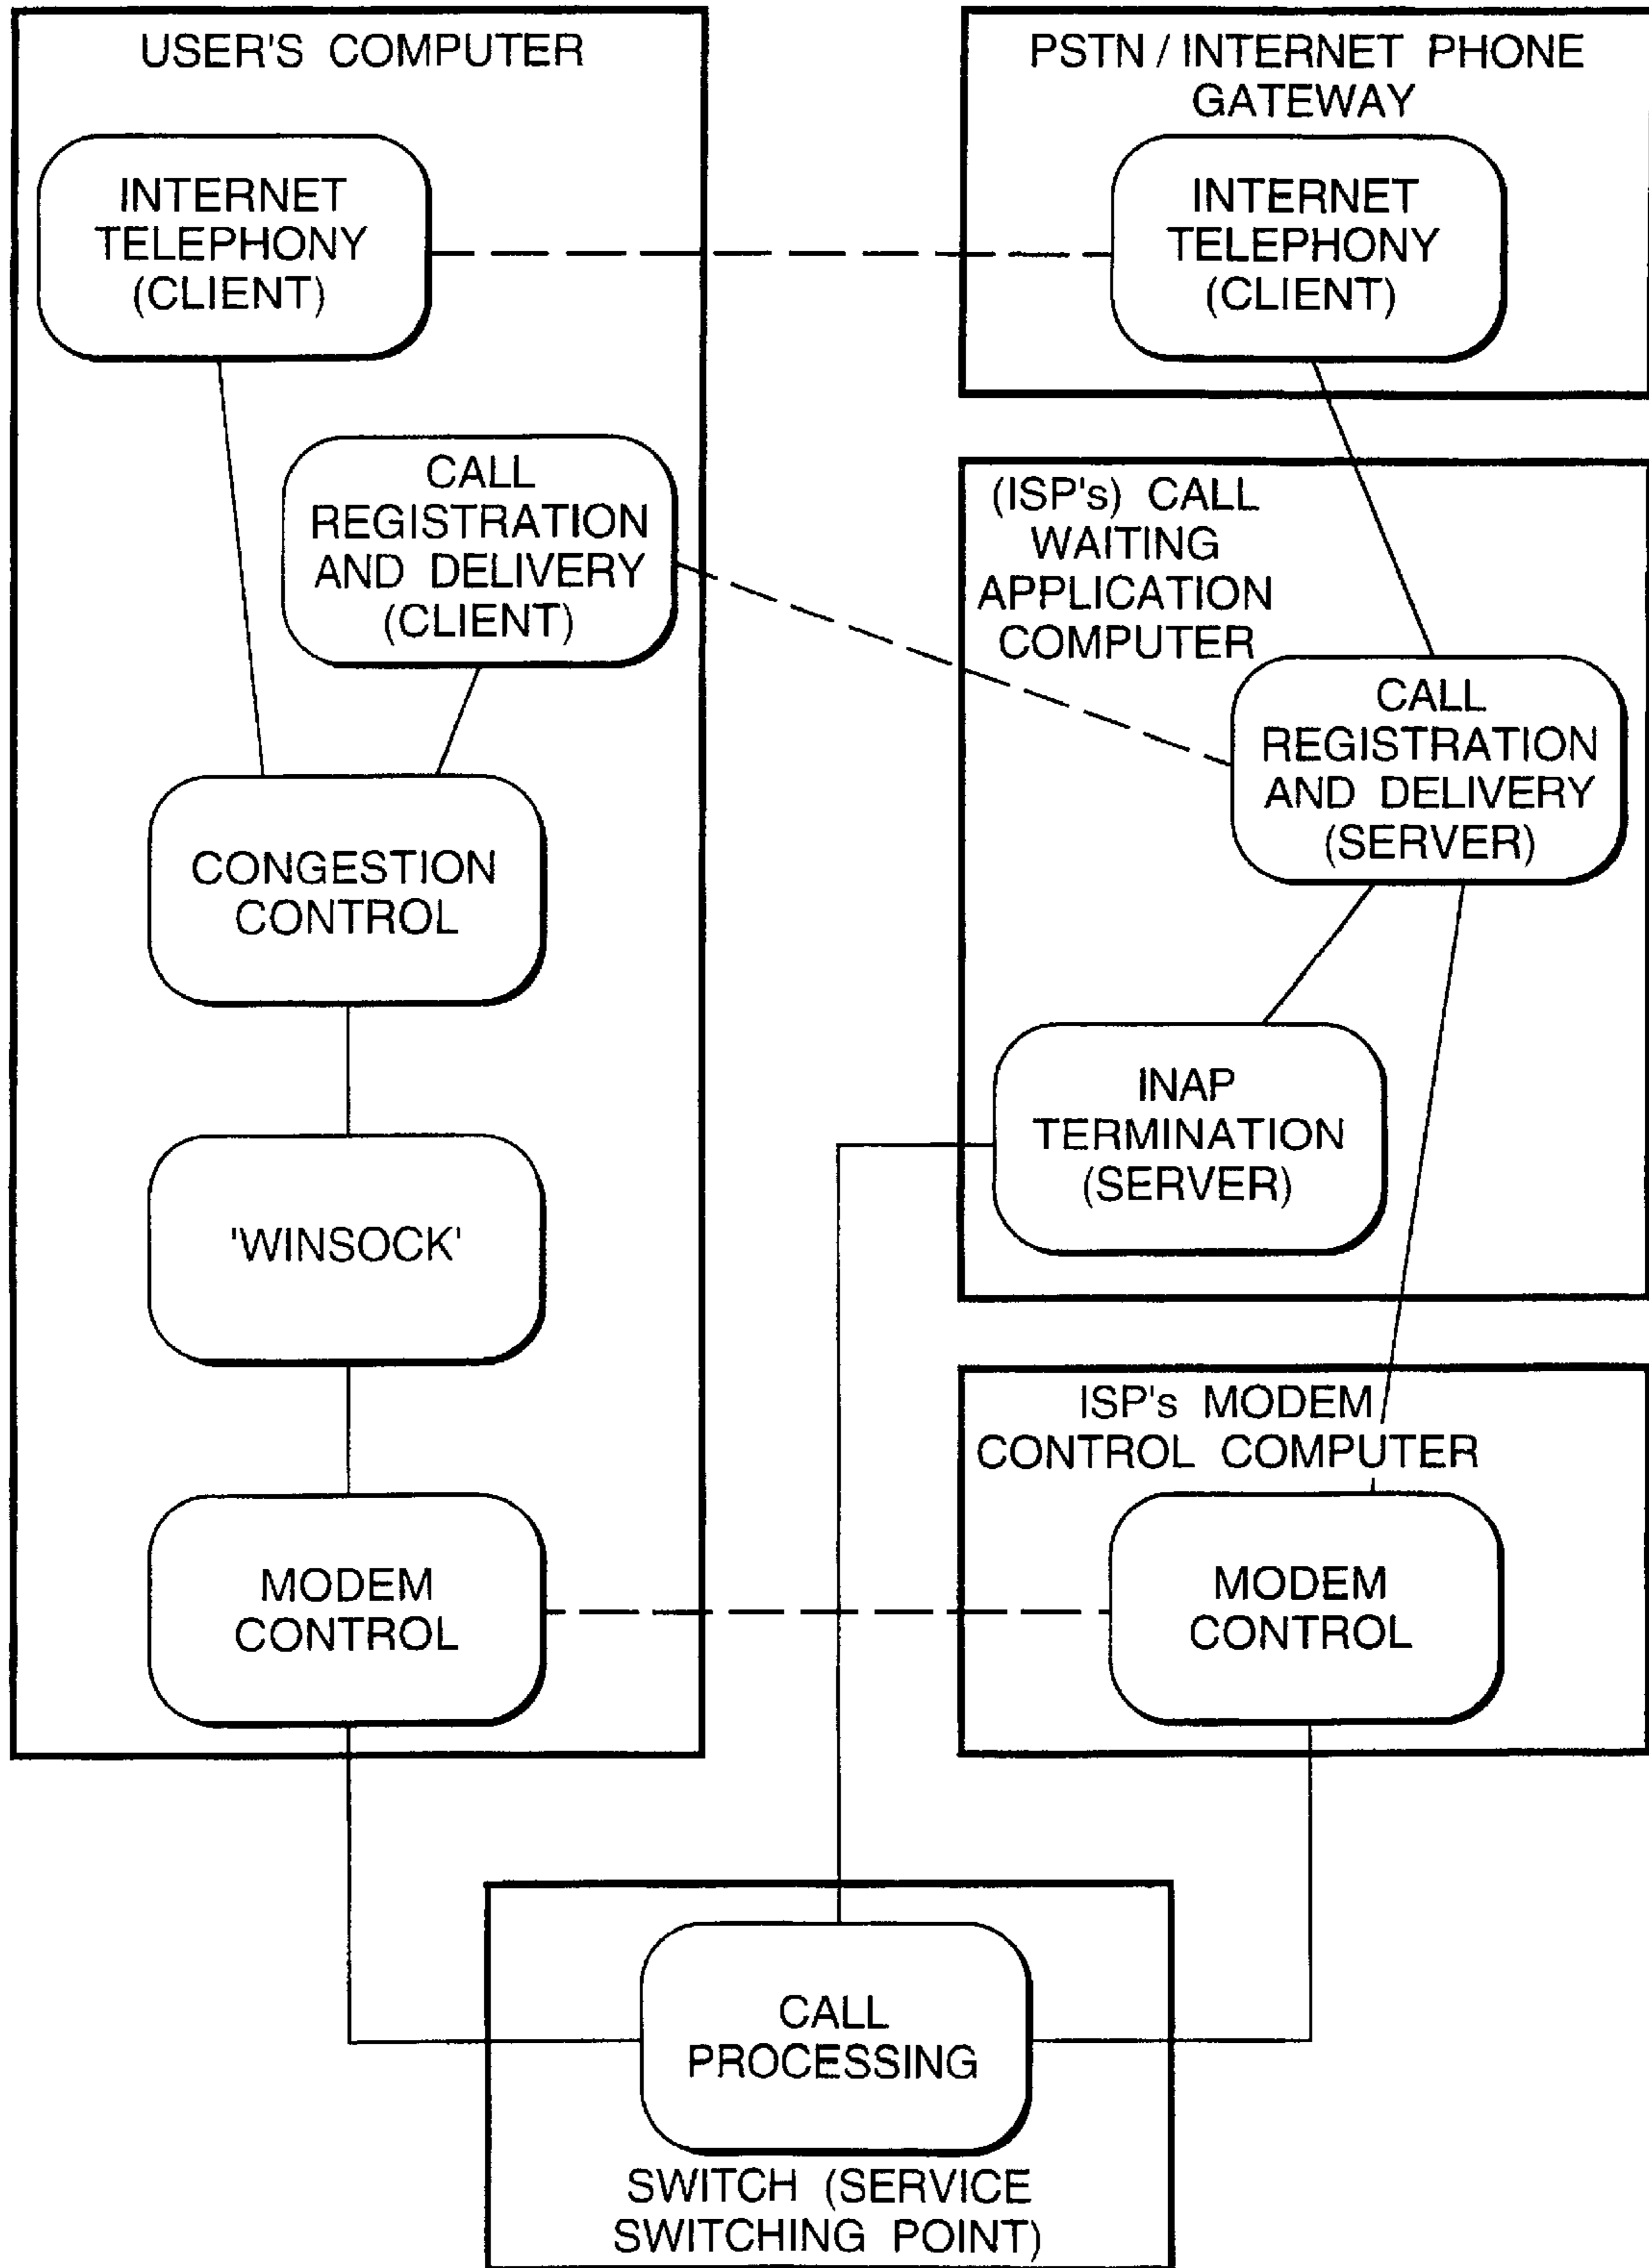 USER'S COMPUTER
INTERNET
TELEPHONY
(CLIENT)
CALL
REGISTRATION
AND DELIVERY
(CLIENT)
CONGESTION
CONTROL
'WINSOCK'
MODEM
CONTROL
PSTN / INTERNET PHONE
GATEWAY
INTERNET
TELEPHONY
(CLIENT)
(ISP's) CALL
WAITING
APPLICATION
COMPUTER
CALL
REGISTRATION
AND DELIVERY
(SERVER)
INAP
TERMINATION
(SERVER)
ISP's MODEM
CONTROL COMPUTER
MODEM
CONTROL
CALL
PROCESSING
SWITCH (SERVICE
SWITCHING POINT)